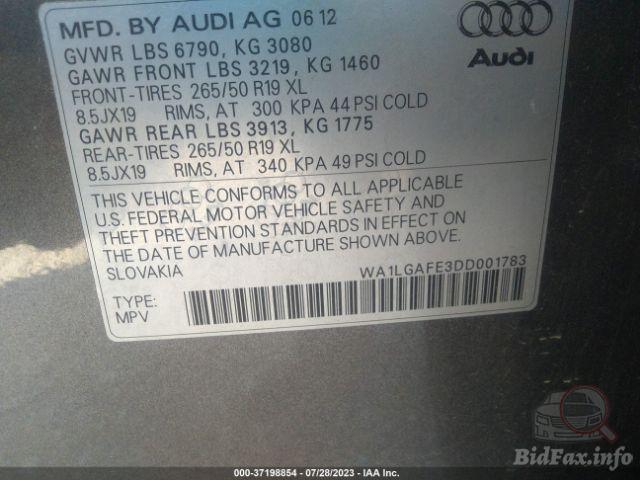 MFD. BY AUDI AG 06 12
GVWR LBS 6790, KG 3080
GAWR FRONT LBS 3219, KG 1460
FRONT-TIRES 265/50 R19 XL
8.5JX19 RIMS, AT 300 KPA 44 PSI COLD
GAWR REAR LBS 3913, KG 1775
REAR-TIRES 265/50 R19 XL
8.5JX19 RIMS, AT 340 KPA 49 PSI COLD
Audi
THIS VEHICLE CONFORMS TO ALL APPLICABLE
U.S. FEDERAL MOTOR VEHICLE SAFETY AND
THEFT PREVENTION STANDARDS IN EFFECT ON
THE DATE OF MANUFACTURE SHOWN ABOVE.
SLOVAKIA
WA1LGAFE3DD001783
TYPE:
MPV
BidFax.info
000-37198854 - 07/28/2023 - IAA Inc.